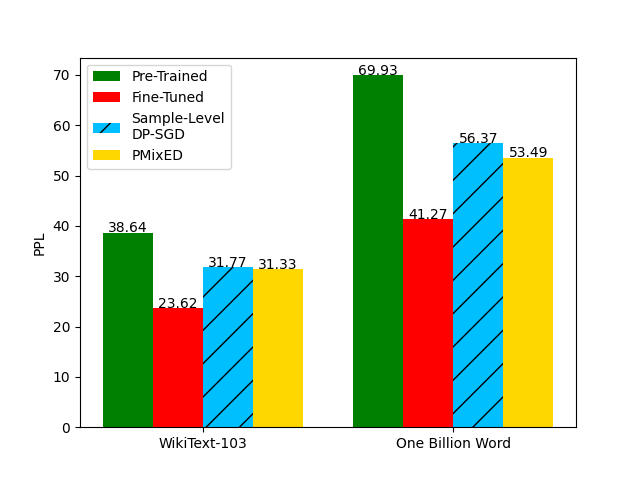 70
60
50
40
30
20
10
0
PPL
Pre-Trained
Fine-Tuned
Sample-Level
DP-SGD
PMixED
38.64
23.62
31.77
31.33
69.93
41.27
56.37
53.49
WikiText-103
One Billion Word